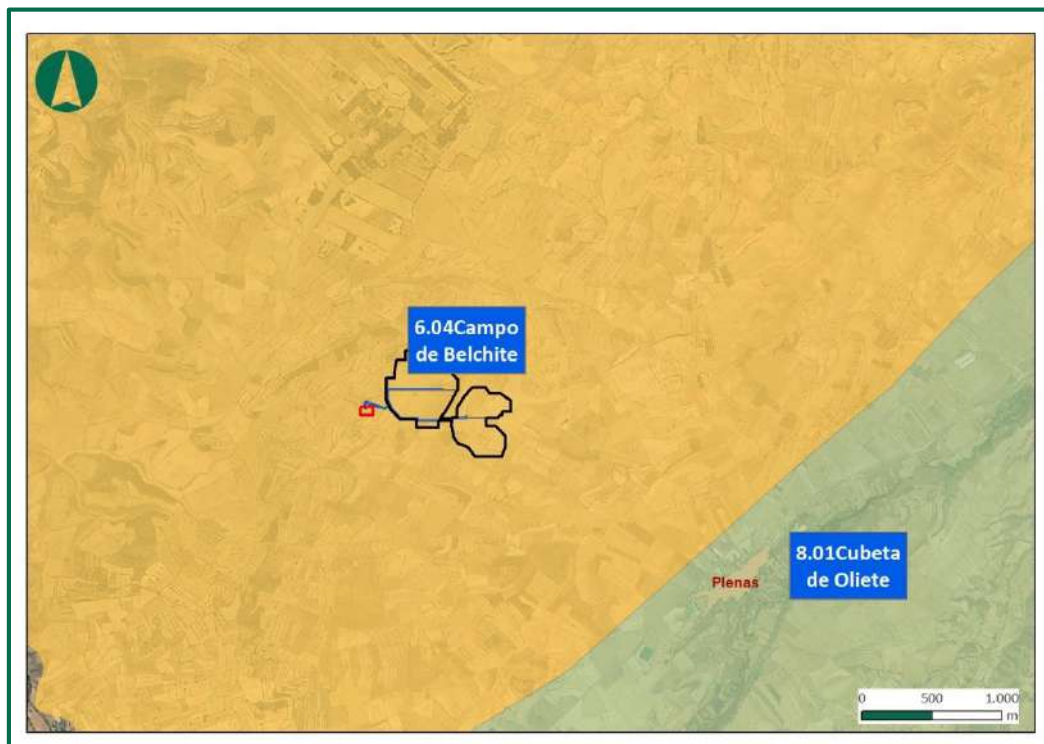 6.04Campo
de Belchite
8.01Cubeta
de Oliete
Plenas
0 500 1.000
m